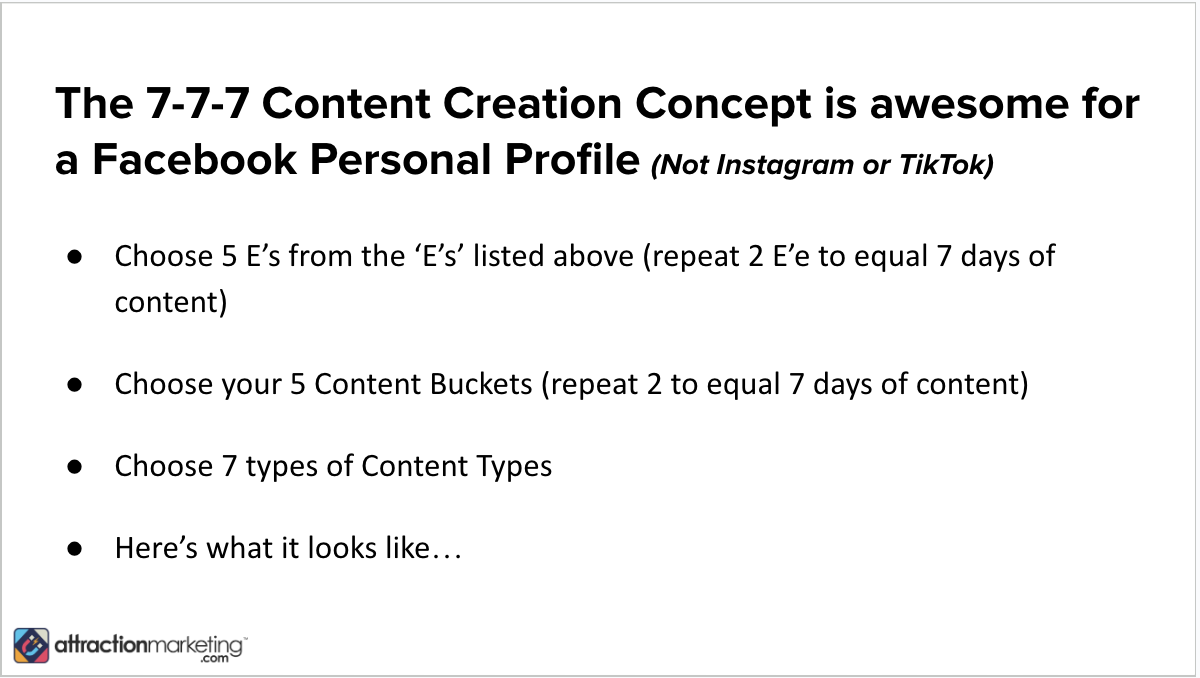 The 7-7-7 Content Creation Concept is awesome for
a Facebook Personal Profile (Not Instagram or TikTok)
● Choose 5 E’s from the ‘E’s’ listed above (repeat 2 E’e to equal 7 days of
content)
● Choose your 5 Content Buckets (repeat 2 to equal 7 days of content)
● Choose 7 types of Content Types
● Here’s what it looks like…
attractionmarketing™
.com